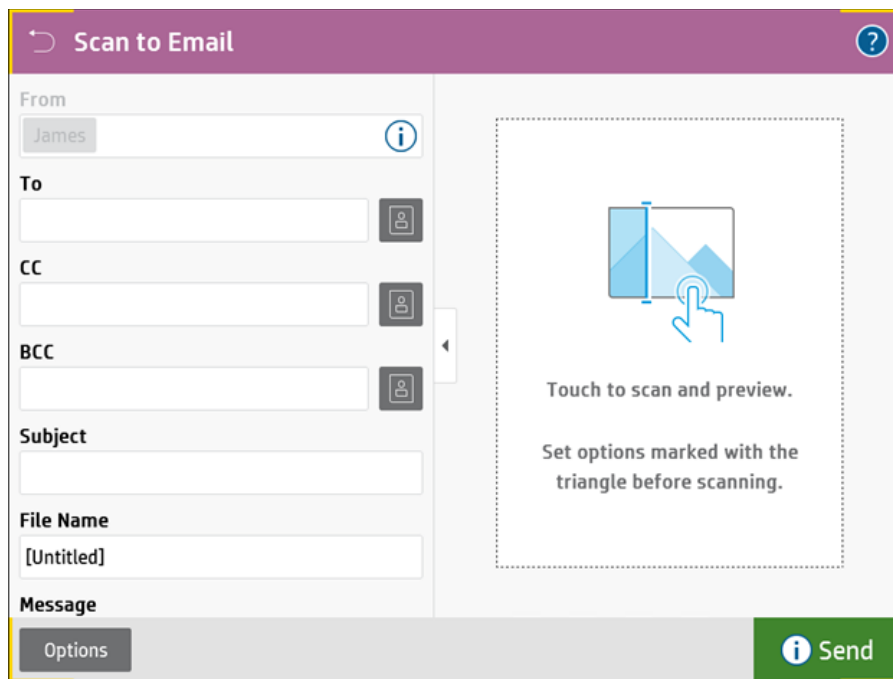 Scan to Email
?
From
James
i
To
CC
BCC
Subject
File Name
[Untitled]
Message
Touch to scan and preview.
Set options marked with the
triangle before scanning.
Options
i Send